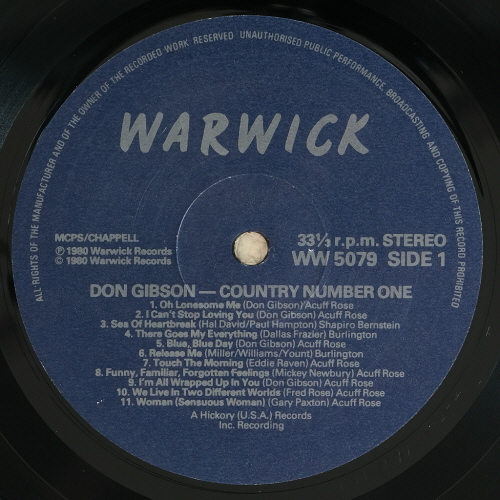 ALL RIGHTS OF THE MANUFACTURER AND OF THE OWNER OF THE RECORDED WORK RESERVED UNAUTHORISED PUBLIC PERFORMANCE BROADCASTING AND COPYING OF THIS RECORD PROHIBITED
WARWICK
MCPS/CHAPPELL
℗ 1980 Warwick Records
© 1980 Warwick Records
33⅓ r.p.m. STEREO
WW 5079 SIDE 1
DON GIBSON — COUNTRY NUMBER ONE
1. Oh Lonesome Me (Don Gibson) Acuff Rose
2. I Can't Stop Loving You (Don Gibson) Acuff Rose
3. Sea Of Heartbreak (Hal David/Paul Hampton) Shapiro Bernstein
4. There Goes My Everything (Dallas Frazier) Burlington
5. Blue, Blue Day (Don Gibson) Acuff Rose
6. Release Me (Miller/Williams/Yount) Burlington
7. Touch The Morning (Eddie Raven) Acuff Rose
8. Funny, Familiar, Forgotten Feelings (Mickey Newbury) Acuff Rose
9. I'm All Wrapped Up In You (Don Gibson) Acuff Rose
10. We Live In Two Different Worlds (Fred Rose) Acuff Rose
11. Woman (Sensuous Woman) (Gary Paxton) Acuff Rose
A Hickory (U.S.A.) Records
Inc. Recording